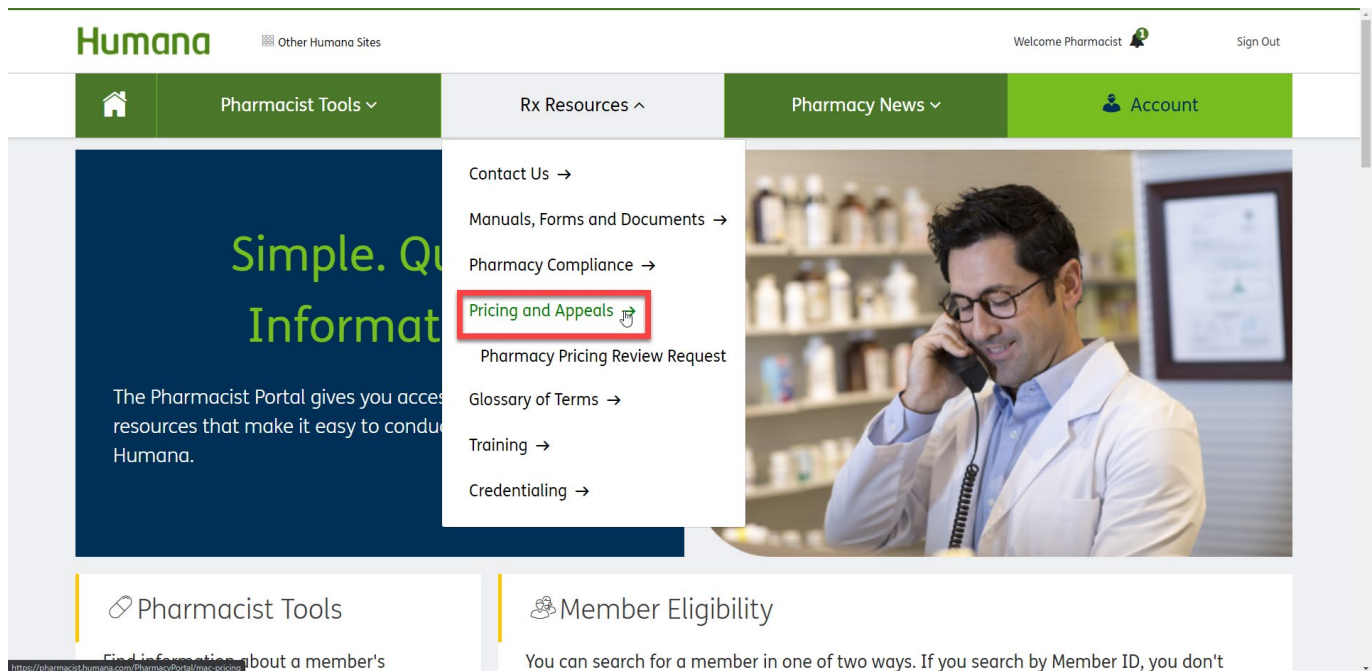 Humana
Other Humana Sites
Welcome Pharmacist
1
Sign Out
Pharmacist Tools
Rx Resources
Pharmacy News
Account
Contact Us →
Manuals, Forms and Documents →
Pharmacy Compliance →
Pricing and Appeals →
Pharmacy Pricing Review Request
Glossary of Terms →
Training →
Credentialing →
Simple. Qu
Informat
The Pharmacist Portal gives you acces
resources that make it easy to condu
Humana.
Pharmacist Tools
Find information about a member's
Member Eligibility
You can search for a member in one of two ways. If you search by Member ID, you don't
https://pharmacist.humana.com/PharmacyPortal/mac-pricing